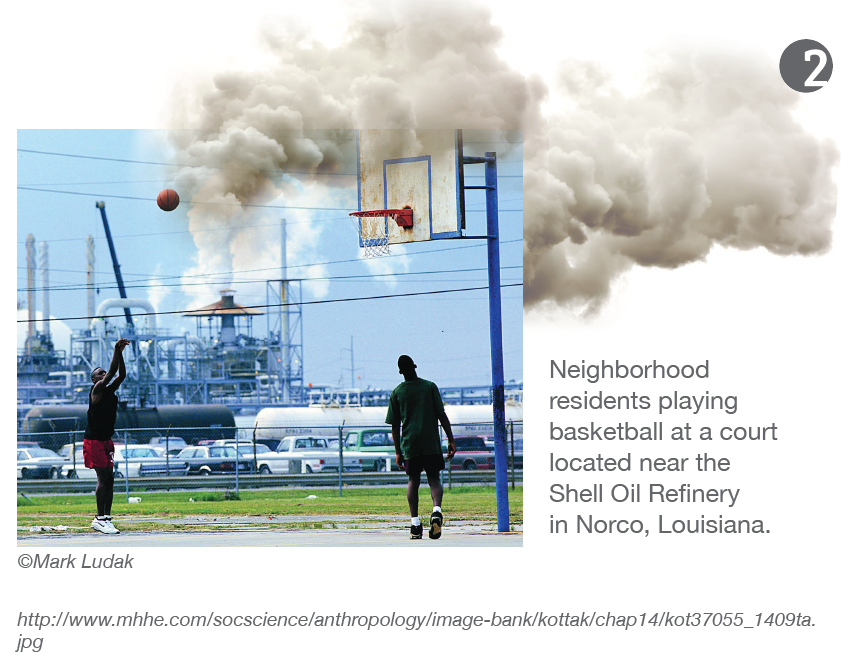 2
Neighborhood
residents playing
basketball at a court
located near the
Shell Oil Refinery
in Norco, Louisiana.
©Mark Ludak
http://www.mhhe.com/socscience/anthropology/image-bank/kottak/chap14/kot37055_1409ta.
jpg